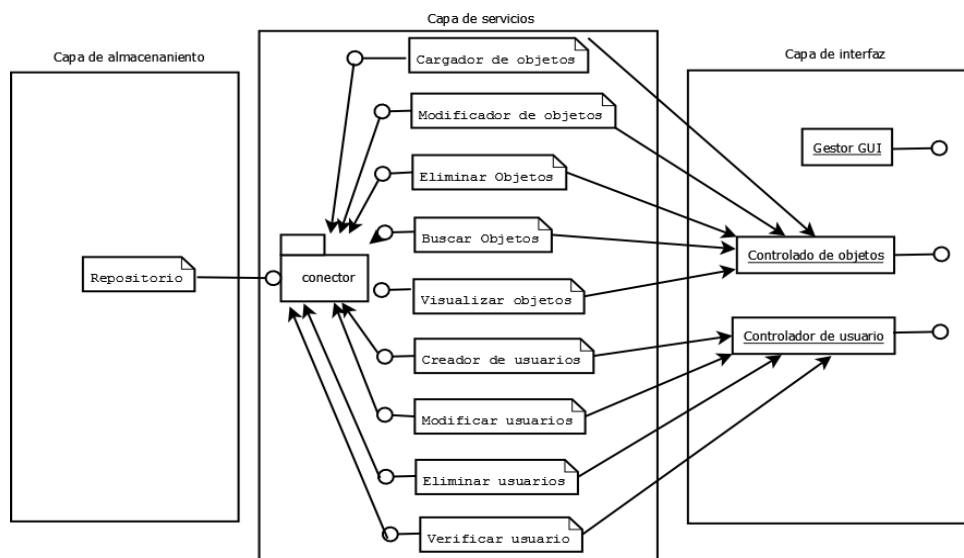 Capa de servicios
Capa de almacenaniento
Capa de interfaz
Cargador de objetos
Modificador de objetos
Gestor GUI
Eliminar Objetos
Buscar Objetos
Controlado de objetos
Repositorio
conector
Visualizar objetos
Controlador de usuario
Creador de usuarios
Modificar usuarios
Eliminar usuarios
Verificar usuario